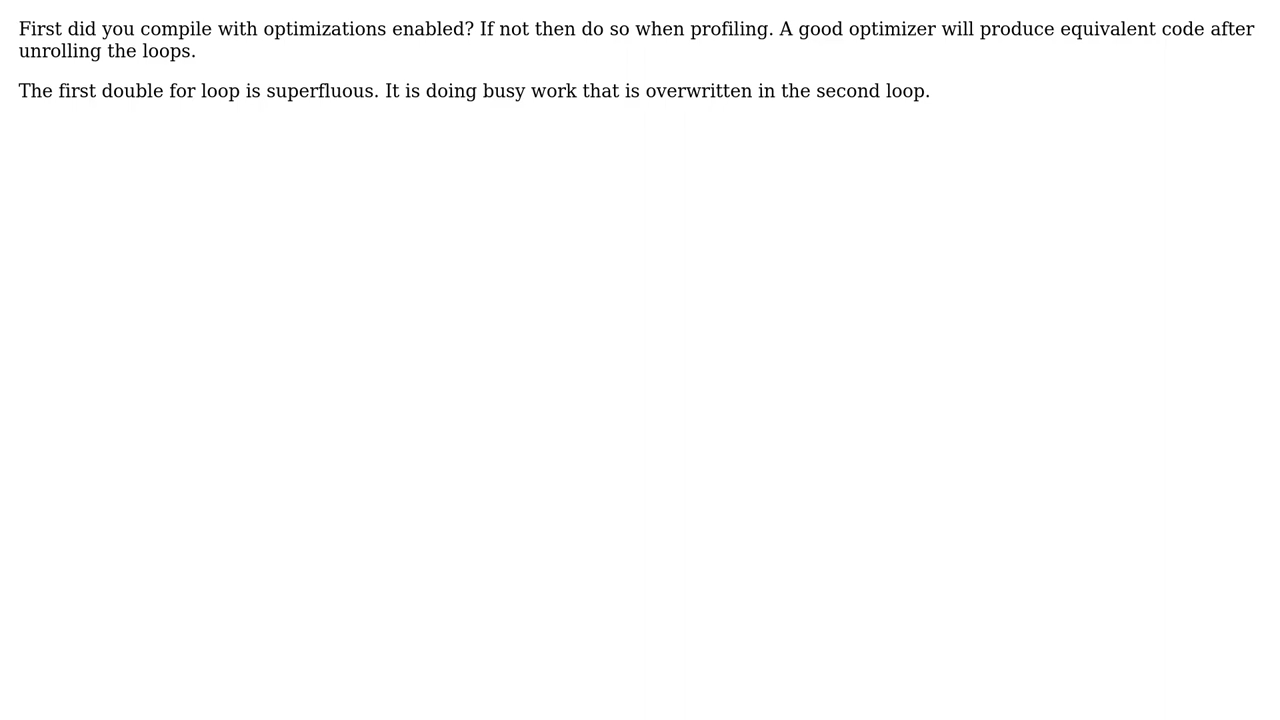 First did you compile with optimizations enabled? If not then do so when profiling. A good optimizer will produce equivalent code after
unrolling the loops.
The first double for loop is superfluous. It is doing busy work that is overwritten in the second loop.